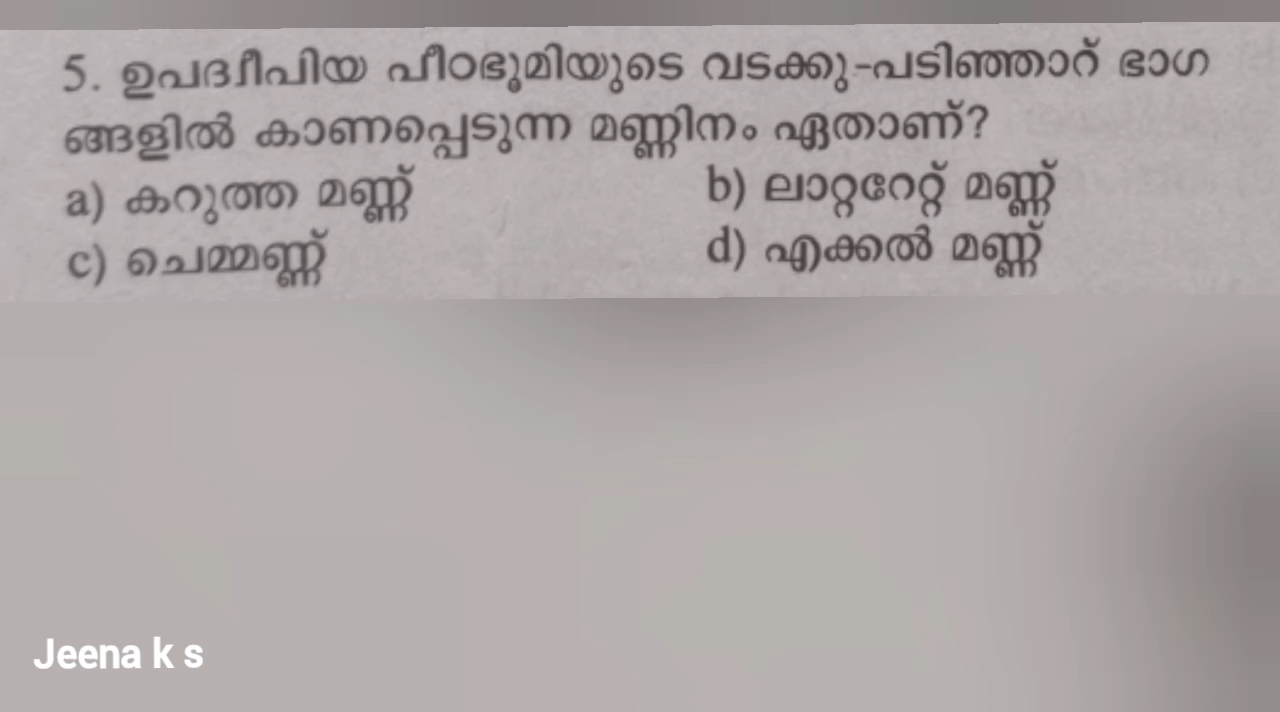 5. ഉപദ്വീപിയ പീഠഭൂമിയുടെ വടക്കു-പടിഞ്ഞാറ് ഭാഗ
ങ്ങളിൽ കാണപ്പെടുന്ന മണ്ണിനം ഏതാണ്?
a) കറുത്ത മണ്ണ് b) ലാറ്ററേറ്റ് മണ്ണ്
c) ചെമ്മണ്ണ് d) എക്കൽ മണ്ണ്
Jeena k s